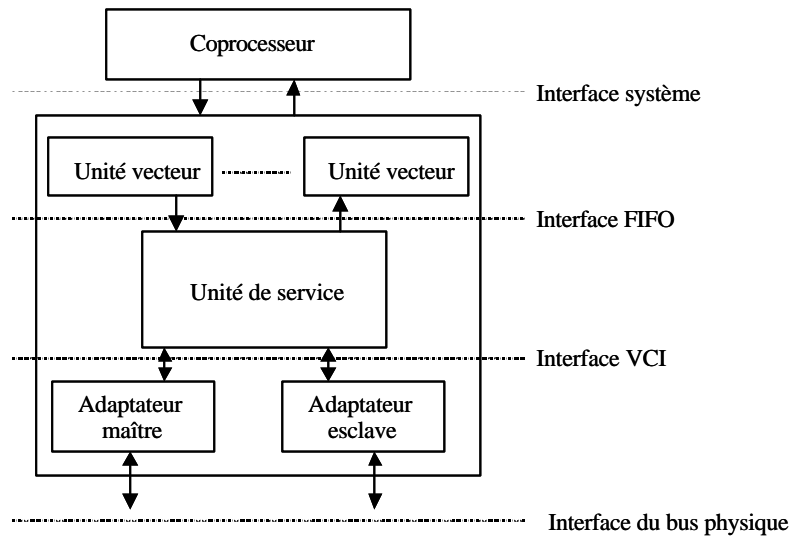 Coprocesseur
Interface système
Unité vecteur
Unité vecteur
Interface FIFO
Unité de service
Interface VCI
Adaptateur
maître
Adaptateur
esclave
Interface du bus physique